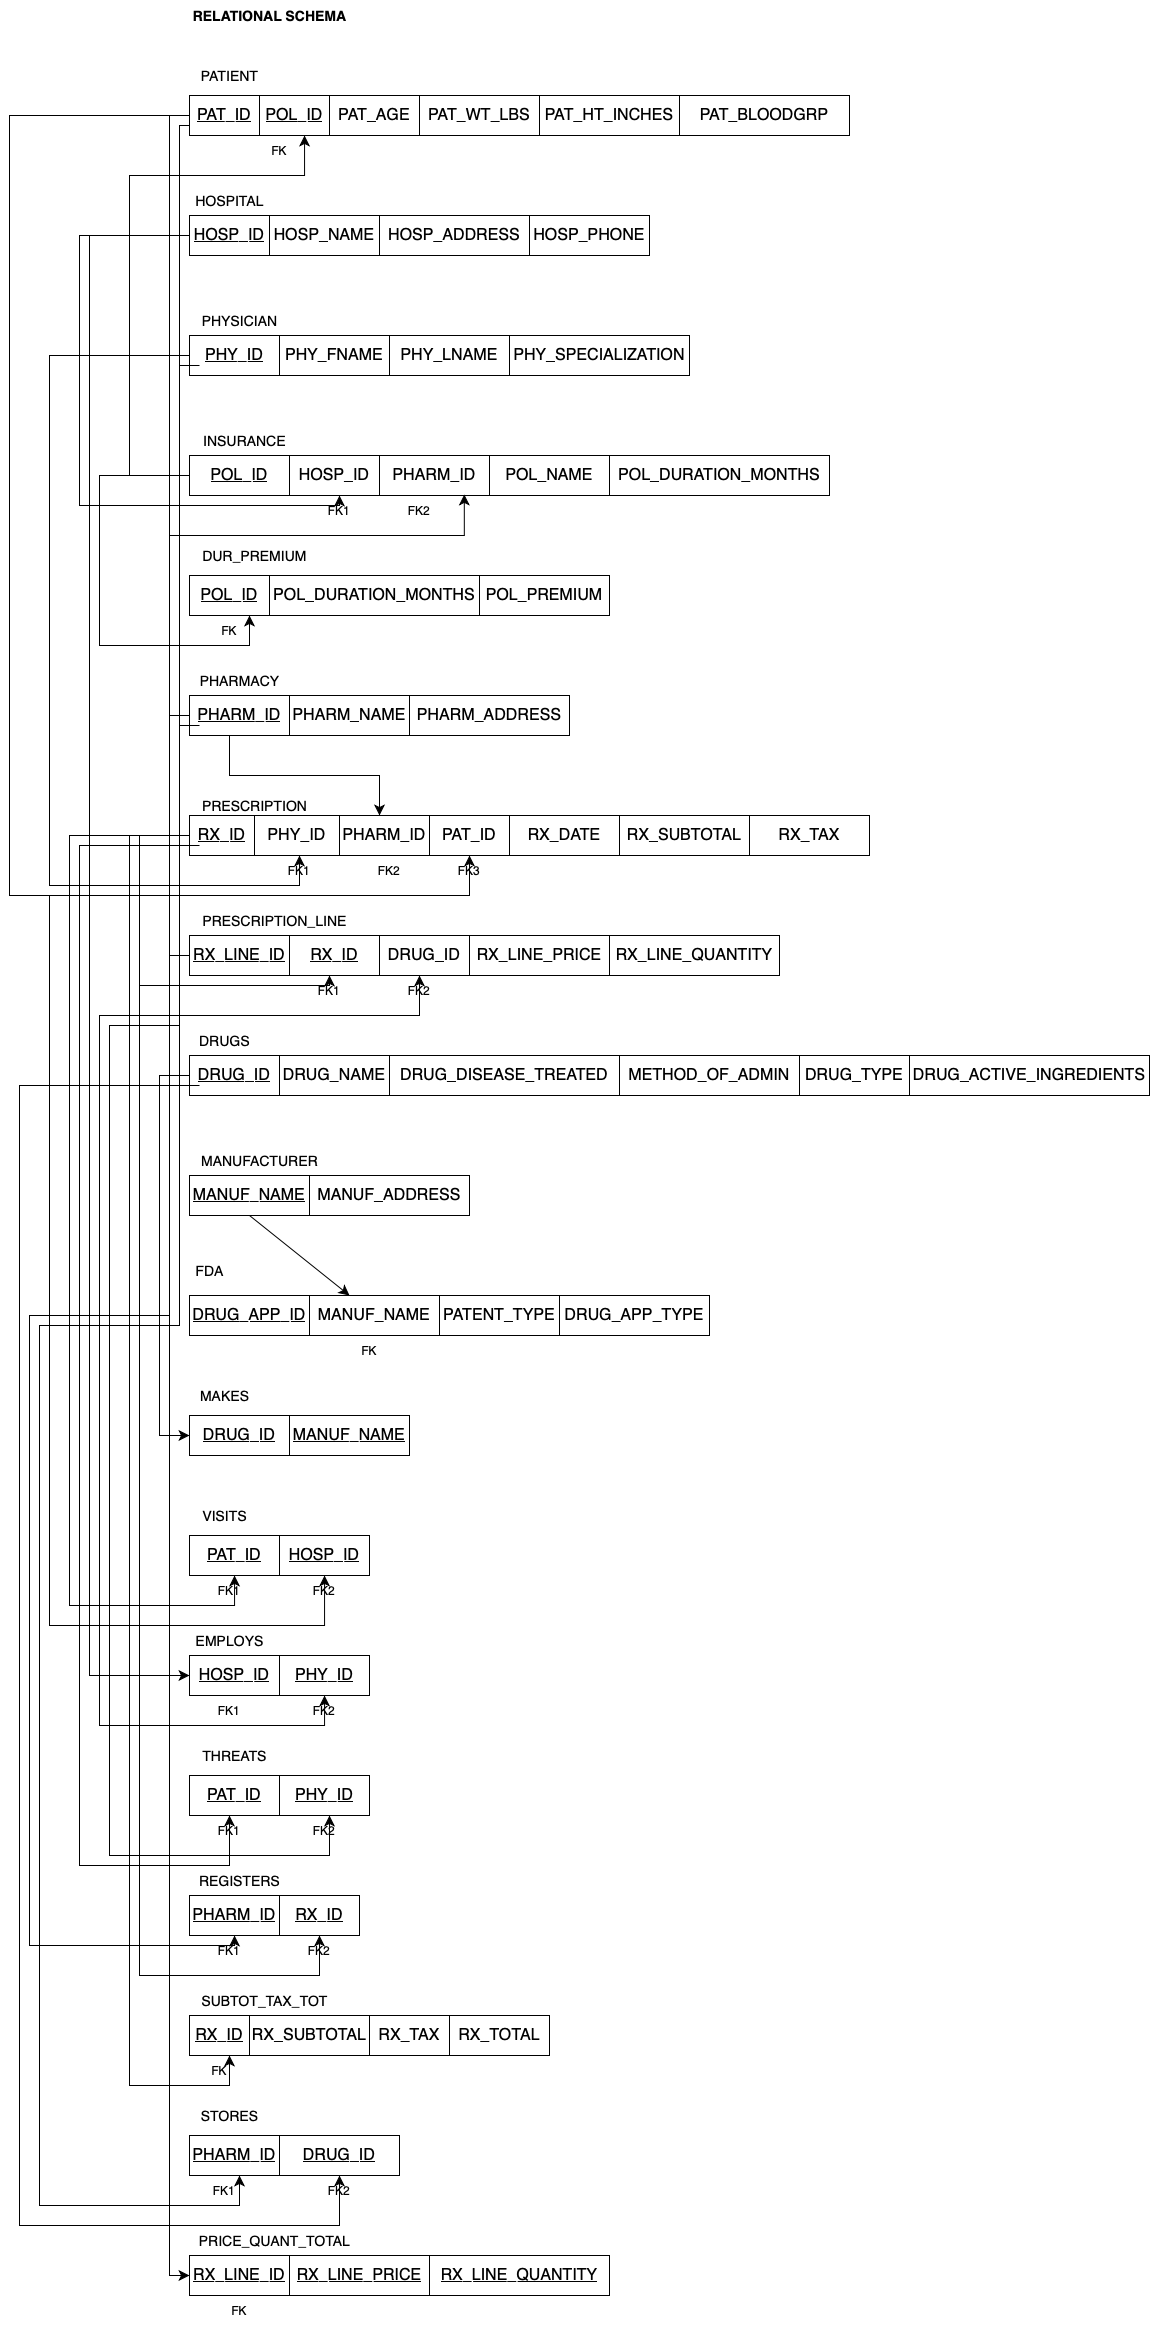 RELATIONAL SCHEMA
PATIENT
PAT_ID POL_ID PAT_AGE PAT_WT_LBS PAT_HT_INCHES PAT_BLOODGRP
FK
HOSPITAL
HOSP_ID HOSP_NAME HOSP_ADDRESS HOSP_PHONE
PHYSICIAN
PHY_ID PHY_FNAME PHY_LNAME PHY_SPECIALIZATION
INSURANCE
POL_ID HOSP_ID PHARM_ID POL_NAME POL_DURATION_MONTHS
FK1 FK2
DUR_PREMIUM
POL_ID POL_DURATION_MONTHS POL_PREMIUM
FK
PHARMACY
PHARM_ID PHARM_NAME PHARM_ADDRESS
PRESCRIPTION
RX_ID PHY_ID PHARM_ID PAT_ID RX_DATE RX_SUBTOTAL RX_TAX
FK1 FK2 FK3
PRESCRIPTION_LINE
RX_LINE_ID RX_ID DRUG_ID RX_LINE_PRICE RX_LINE_QUANTITY
FK1 FK2
DRUGS
DRUG_ID DRUG_NAME DRUG_DISEASE_TREATED METHOD_OF_ADMIN DRUG_TYPE DRUG_ACTIVE_INGREDIENTS
MANUFACTURER
MANUF_NAME MANUF_ADDRESS
FDA
DRUG_APP_ID MANUF_NAME PATENT_TYPE DRUG_APP_TYPE
FK
MAKES
DRUG_ID MANUF_NAME
VISITS
PAT_ID HOSP_ID
FK1 FK2
EMPLOYS
HOSP_ID PHY_ID
FK1 FK2
THREATS
PAT_ID PHY_ID
FK1 FK2
REGISTERS
PHARM_ID RX_ID
FK1 FK2
SUBTOT_TAX_TOT
RX_ID RX_SUBTOTAL RX_TAX RX_TOTAL
FK
STORES
PHARM_ID DRUG_ID
FK1 FK2
PRICE_QUANT_TOTAL
RX_LINE_ID RX_LINE_PRICE RX_LINE_QUANTITY
FK